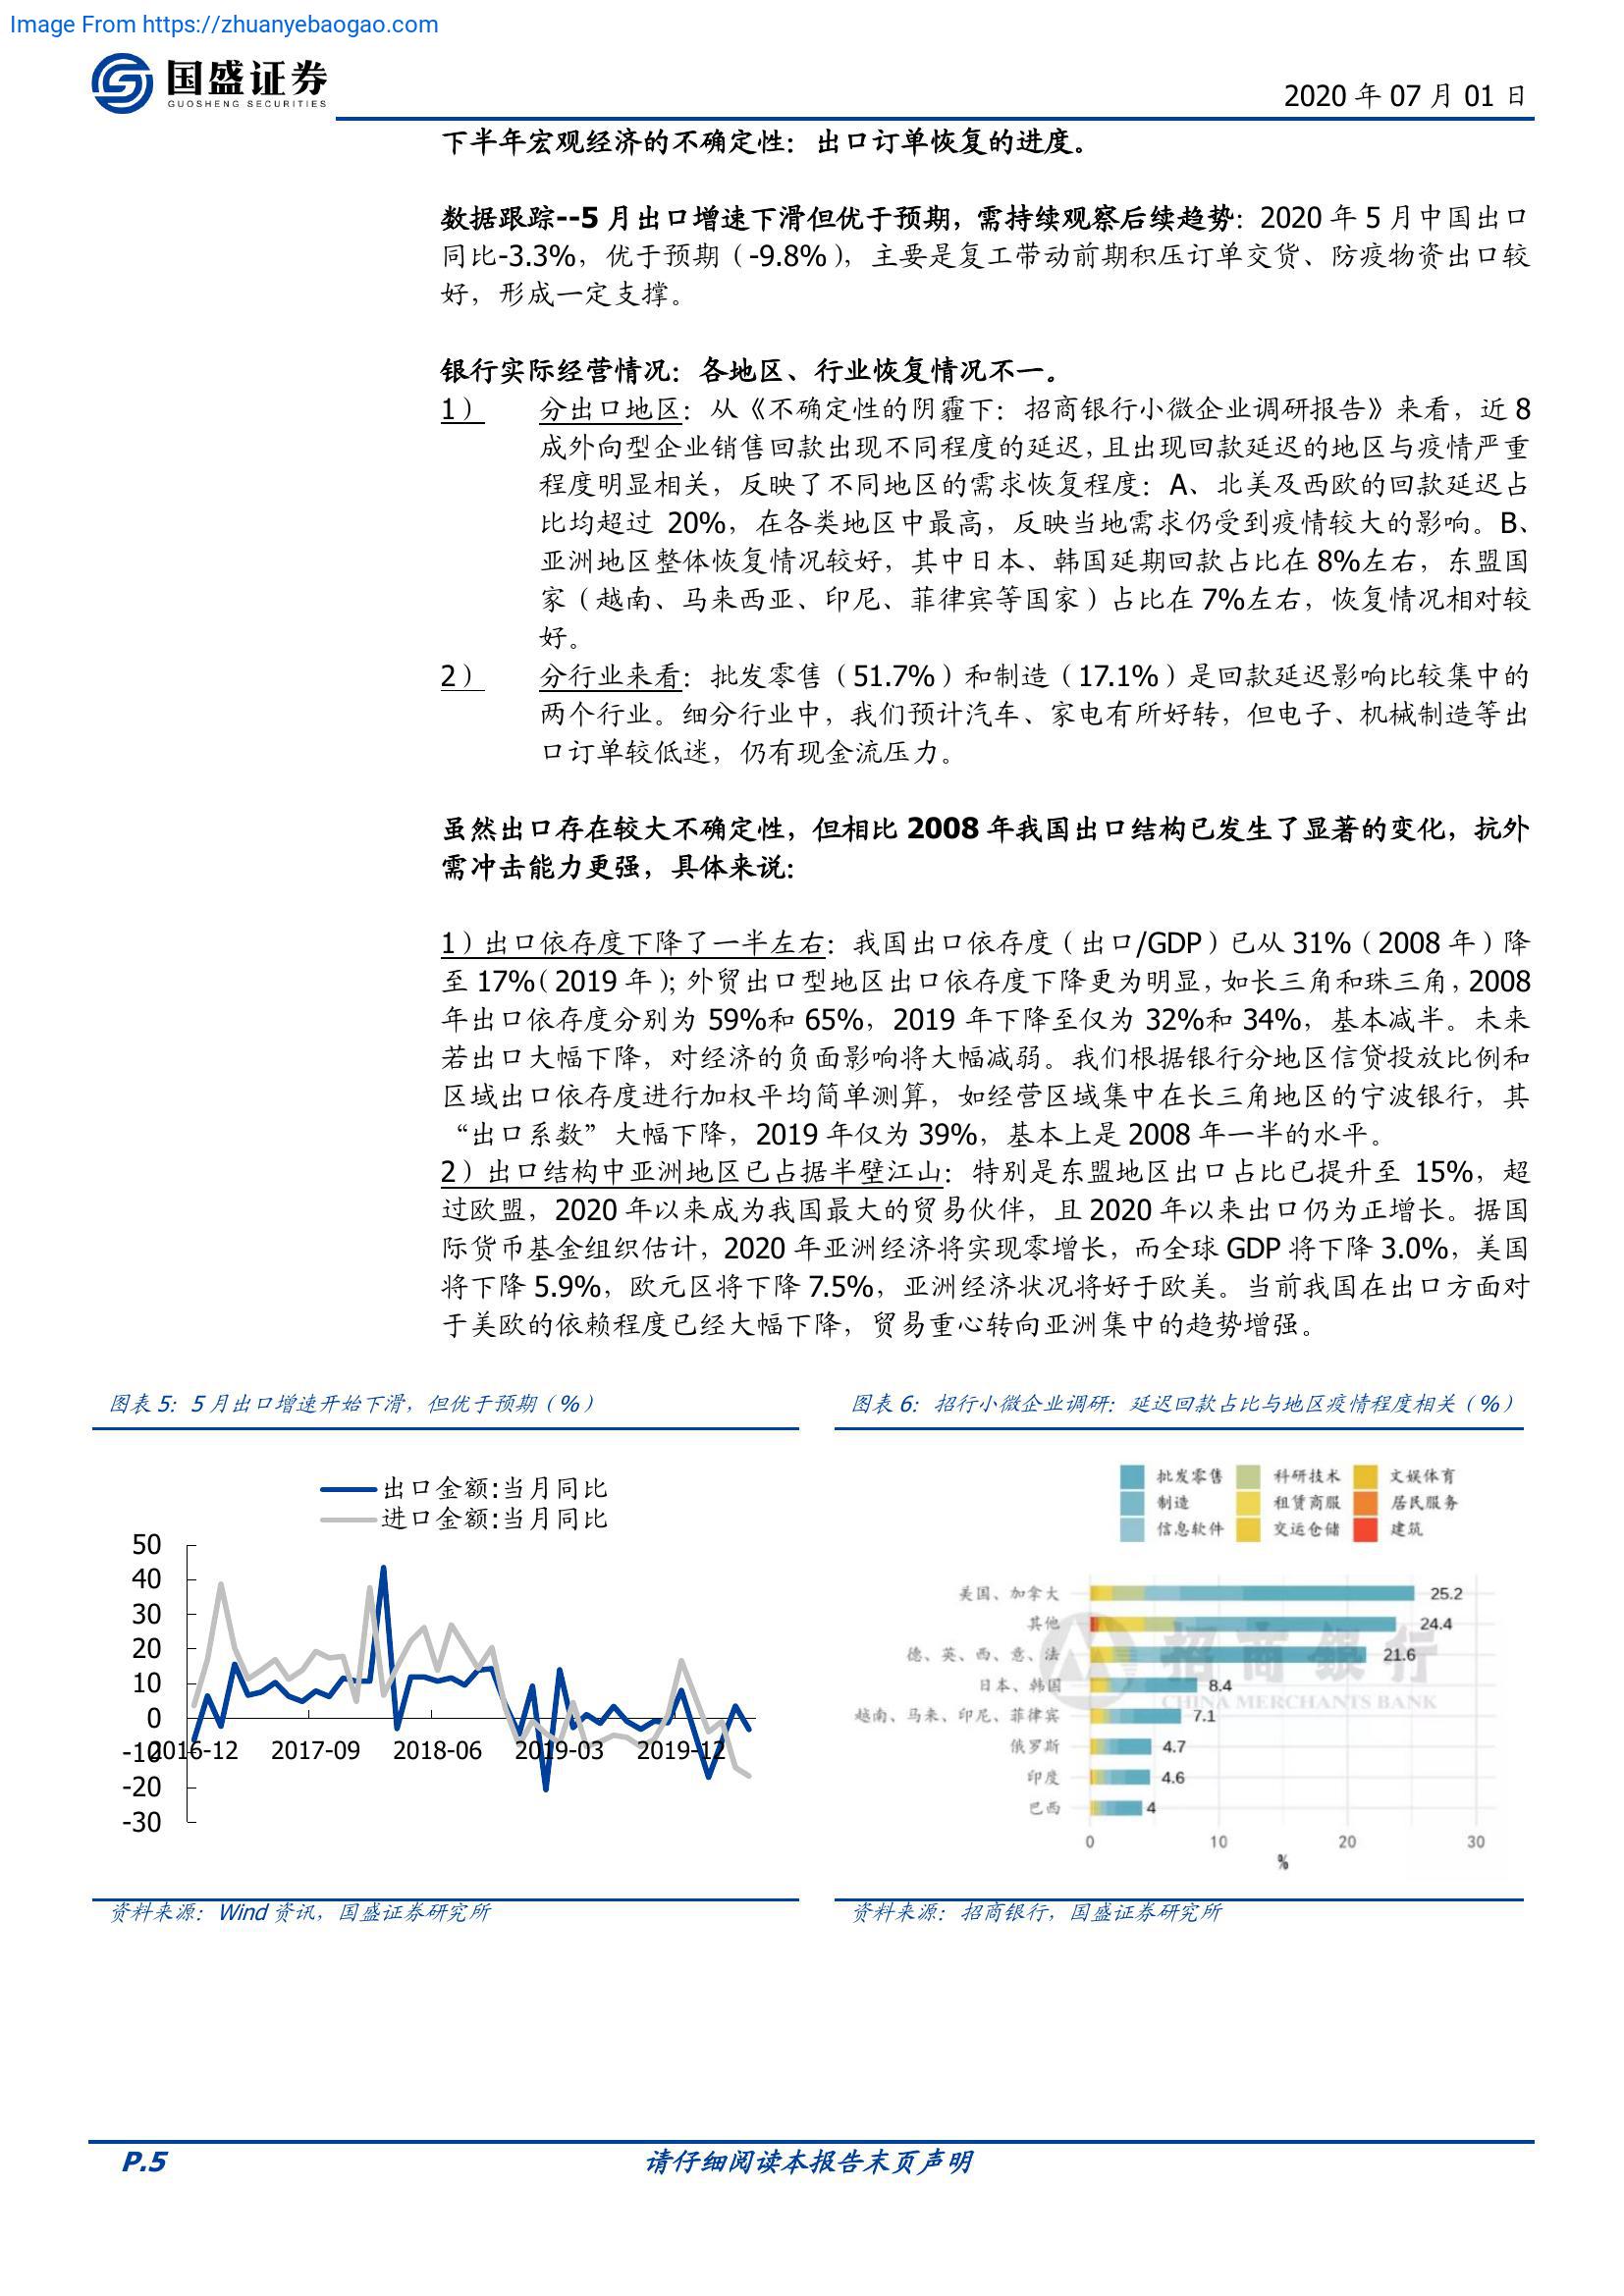 Image From https://zhuanyebaogao.com
国盛证券
GUOSHENG SECURITIES
2020 年 07 月 01 日
下半年宏观经济的不确定性：出口订单恢复的进度。
数据跟踪--5 月出口增速下滑但优于预期，需持续观察后续趋势：2020 年 5 月中国出口
同比-3.3%，优于预期（-9.8%），主要是复工带动前期积压订单交货、防疫物资出口较
好，形成一定支撑。
银行实际经营情况：各地区、行业恢复情况不一。
1） 分出口地区：从《不确定性的阴霾下：招商银行小微企业调研报告》来看，近 8
成外向型企业销售回款出现不同程度的延迟，且出现回款延迟的地区与疫情严重
程度明显相关，反映了不同地区的需求恢复程度：A、北美及西欧的回款延迟占
比均超过 20%，在各类地区中最高，反映当地需求仍受到疫情较大的影响。B、
亚洲地区整体恢复情况较好，其中日本、韩国延期回款占比在 8%左右，东盟国
家（越南、马来西亚、印尼、菲律宾等国家）占比在 7%左右，恢复情况相对较
好。
2） 分行业来看：批发零售（51.7%）和制造（17.1%）是回款延迟影响比较集中的
两个行业。细分行业中，我们预计汽车、家电有所好转，但电子、机械制造等出
口订单较低迷，仍有现金流压力。
虽然出口存在较大不确定性，但相比 2008 年我国出口结构已发生了显著的变化，抗外
需冲击能力更强，具体来说：
1）出口依存度下降了一半左右：我国出口依存度（出口/GDP）已从 31%（2008 年）降
至 17%（2019 年）；外贸出口型地区出口依存度下降更为明显，如长三角和珠三角，2008
年出口依存度分别为 59%和 65%，2019 年下降至仅为 32%和 34%，基本减半。未来
若出口大幅下降，对经济的负面影响将大幅减弱。我们根据银行分地区信贷投放比例和
区域出口依存度进行加权平均简单测算，如经营区域集中在长三角地区的宁波银行，其
“出口系数”大幅下降，2019 年仅为 39%，基本上是 2008 年一半的水平。
2）出口结构中亚洲地区已占据半壁江山：特别是东盟地区出口占比已提升至 15%，超
过欧盟，2020 年以来成为我国最大的贸易伙伴，且 2020 年以来出口仍为正增长。据国
际货币基金组织估计，2020 年亚洲经济将实现零增长，而全球 GDP 将下降 3.0%，美国
将下降 5.9%，欧元区将下降 7.5%，亚洲经济状况将好于欧美。当前我国在出口方面对
于美欧的依赖程度已经大幅下降，贸易重心转向亚洲集中的趋势增强。
图表 5：5 月出口增速开始下滑，但优于预期（%）
出口金额:当月同比
进口金额:当月同比
50
40
30
20
10
0
-10
-20
-30
2016-12 2017-09 2018-06 2019-03 2019-12
资料来源：Wind 资讯，国盛证券研究所
图表 6：招行小微企业调研：延迟回款占比与地区疫情程度相关（%）
批发零售 科研技术 文娱体育
制造 租赁商服 居民服务
信息软件 交运仓储 建筑
美国、加拿大 25.2
其他 24.4
德、英、西、意、法 21.6
日本、韩国 8.4
越南、马来、印尼、菲律宾 7.1
俄罗斯 4.7
印度 4.6
巴西 4
0 10 20 30
%
招商银行
CHINA MERCHANTS BANK
资料来源：招商银行，国盛证券研究所
P.5
请仔细阅读本报告末页声明